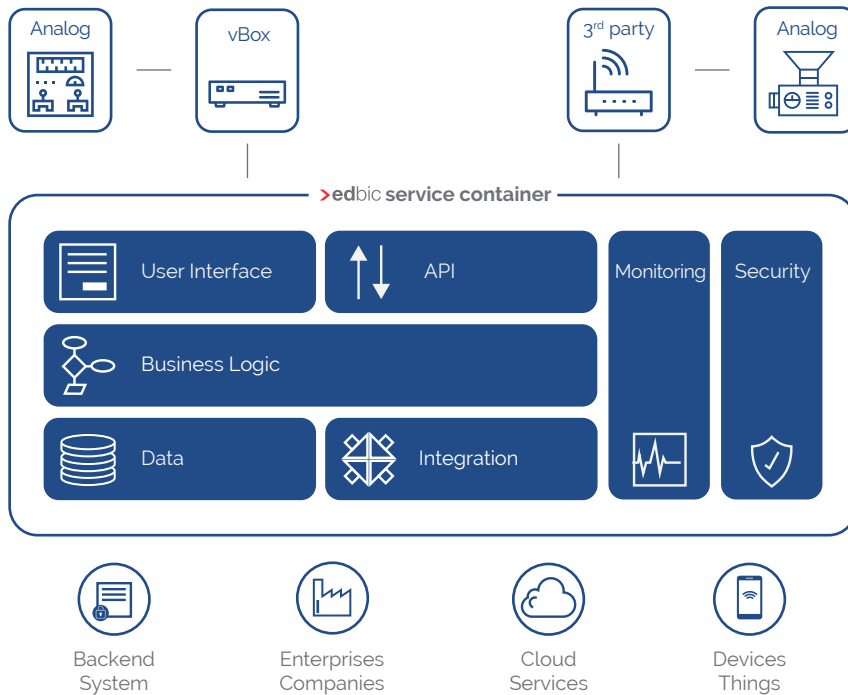 Analog
vBox
3rd party
Analog
>edbic service container
User Interface
API
Monitoring
Security
Business Logic
Data
Integration
Backend
System
Enterprises
Companies
Cloud
Services
Devices
Things